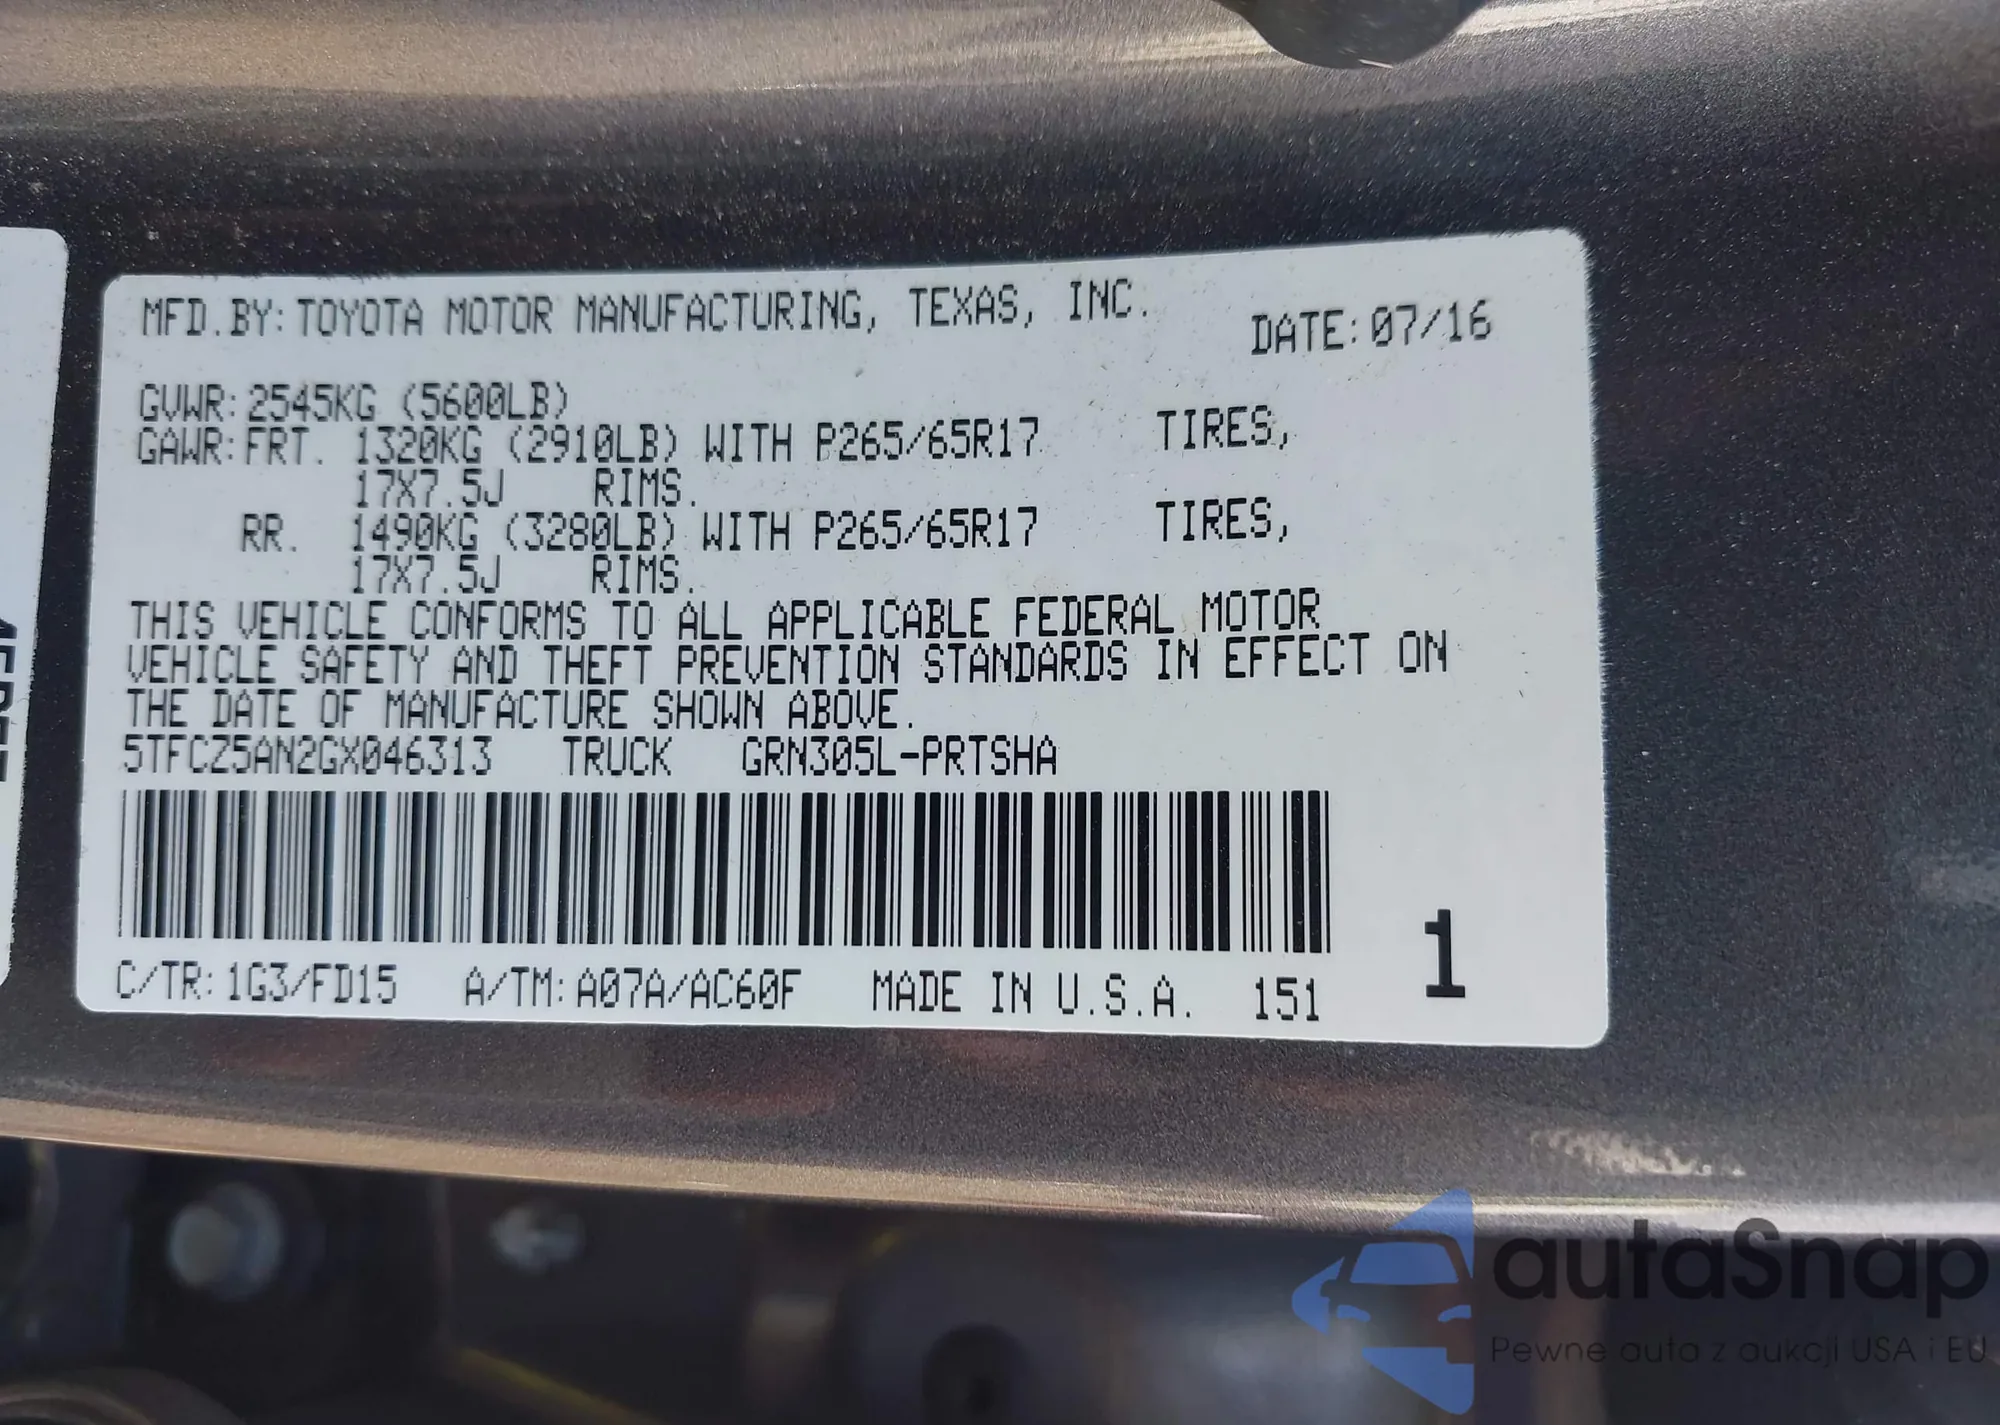 MFD.BY:TOYOTA MOTOR MANUFACTURING, TEXAS, INC. DATE:07/16
GVWR:2545KG (5600LB)
GAWR:FRT. 1320KG (2910LB) WITH P265/65R17 TIRES,
17X7.5J RIMS.
RR. 1490KG (3280LB) WITH P265/65R17 TIRES,
17X7.5J RIMS.
THIS VEHICLE CONFORMS TO ALL APPLICABLE FEDERAL MOTOR
VEHICLE SAFETY AND THEFT PREVENTION STANDARDS IN EFFECT ON
THE DATE OF MANUFACTURE SHOWN ABOVE.
5TFCZ5AN2GX046313 TRUCK GRN305L-PRTSHA
C/TR:1G3/FD15 A/TM:A07A/AC60F MADE IN U.S.A. 151
1
autaSnap
Pewne auta z aukcji USA i EU